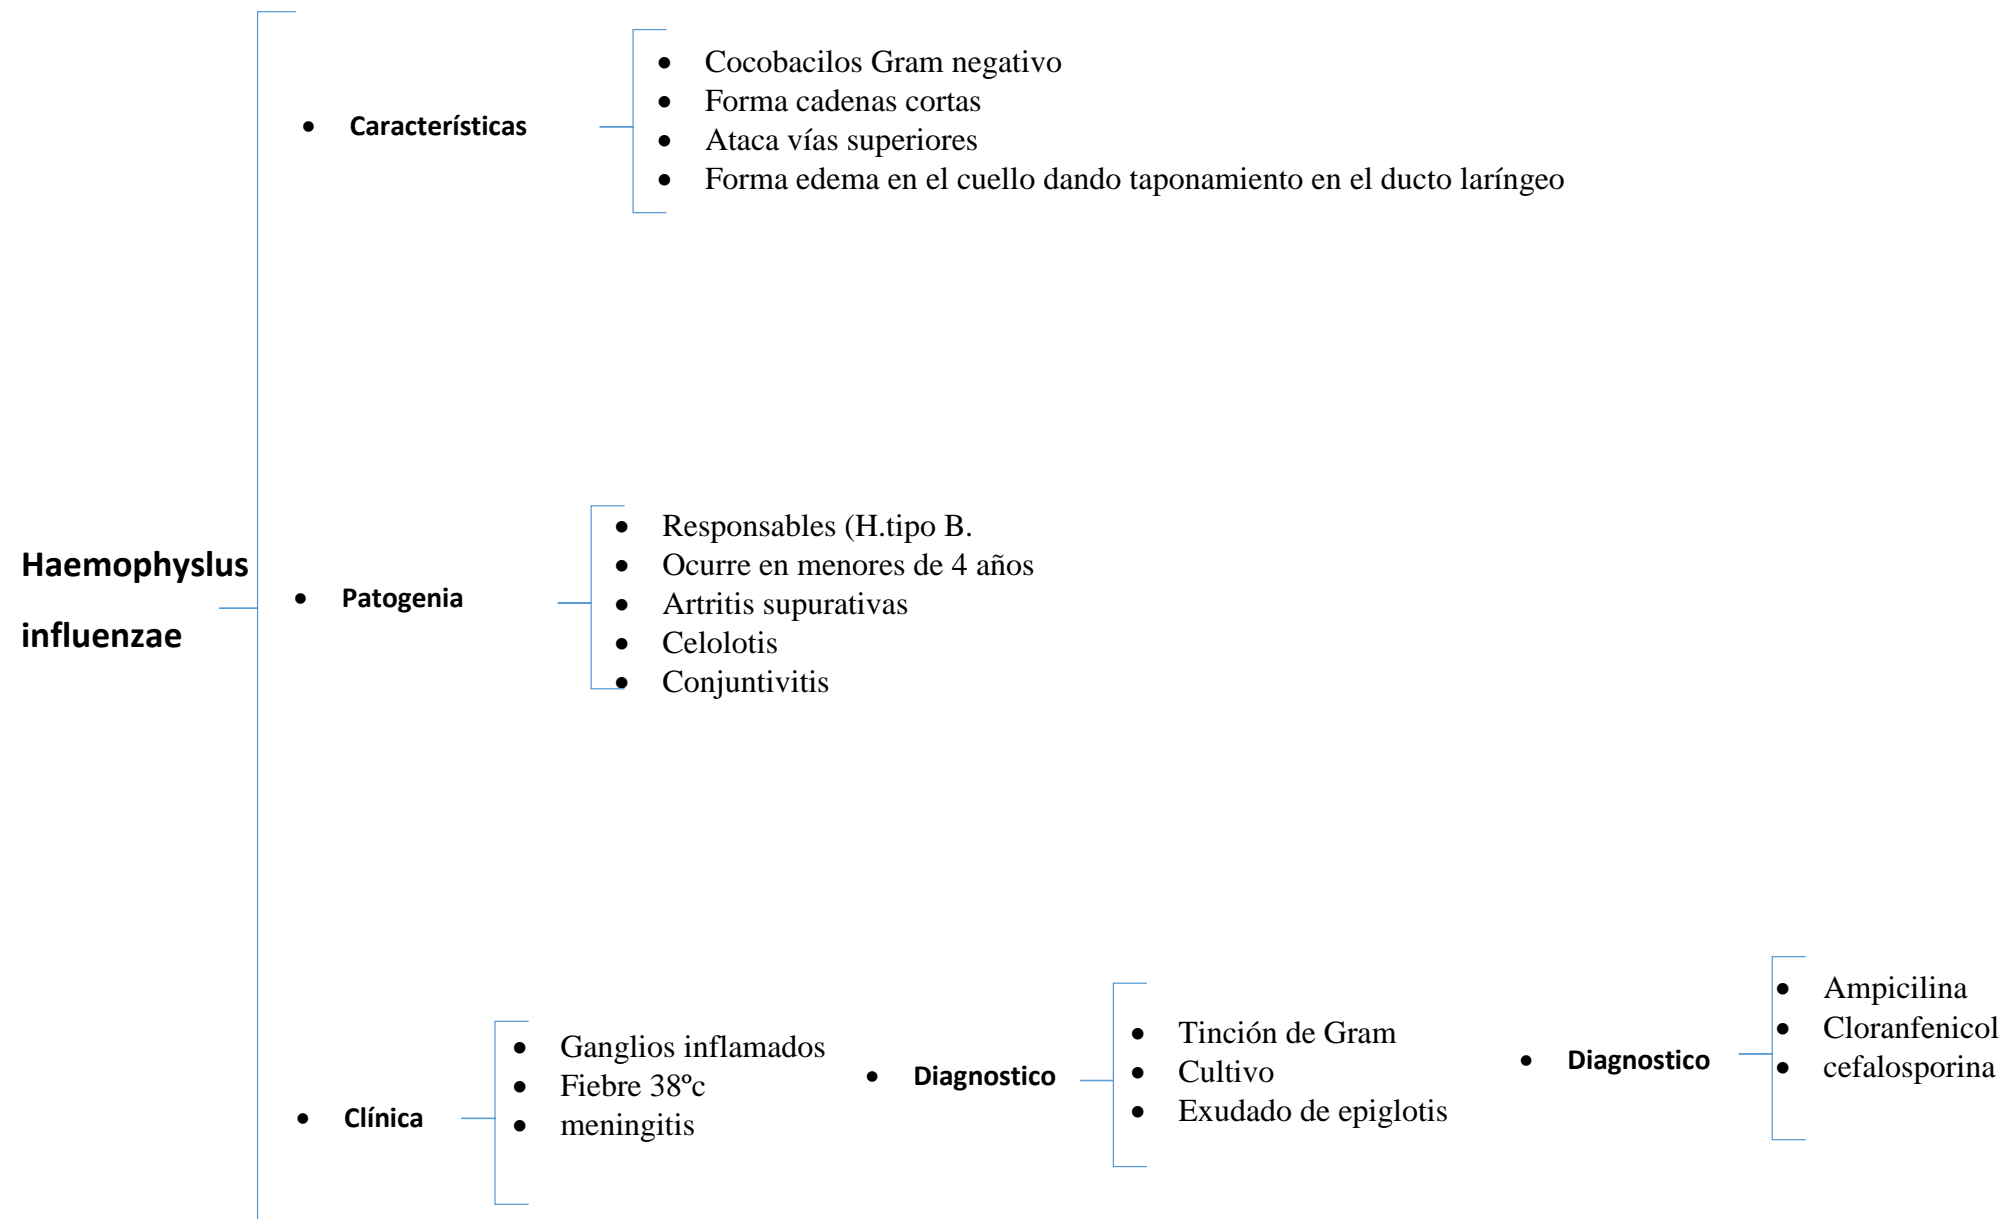 Haemophyslus
influenzae
• Características
• Cocobacilos Gram negativo
• Forma cadenas cortas
• Ataca vías superiores
• Forma edema en el cuello dando taponamiento en el ducto laríngeo
• Patogenia
• Responsables (H.tipo B.
• Ocurre en menores de 4 años
• Artritis supurativas
• Celolotis
• Conjuntivitis
• Clínica
• Ganglios inflamados
• Fiebre 38ºc
• meningitis
• Diagnostico
• Tinción de Gram
• Cultivo
• Exudado de epiglotis
• Diagnostico
• Ampicilina
• Cloranfenicol
• cefalosporina